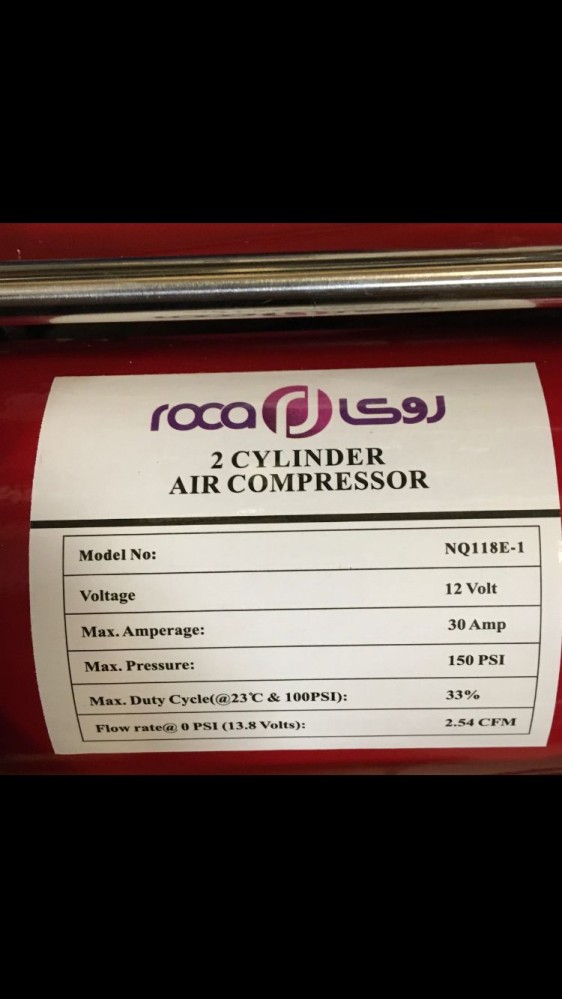 roca روكا
2 CYLINDER
AIR COMPRESSOR
Model No: NQ118E-1
Voltage 12 Volt
Max. Amperage: 30 Amp
Max. Pressure: 150 PSI
Max. Duty Cycle(@23℃ & 100PSI): 33%
Flow rate@ 0 PSI (13.8 Volts): 2.54 CFM